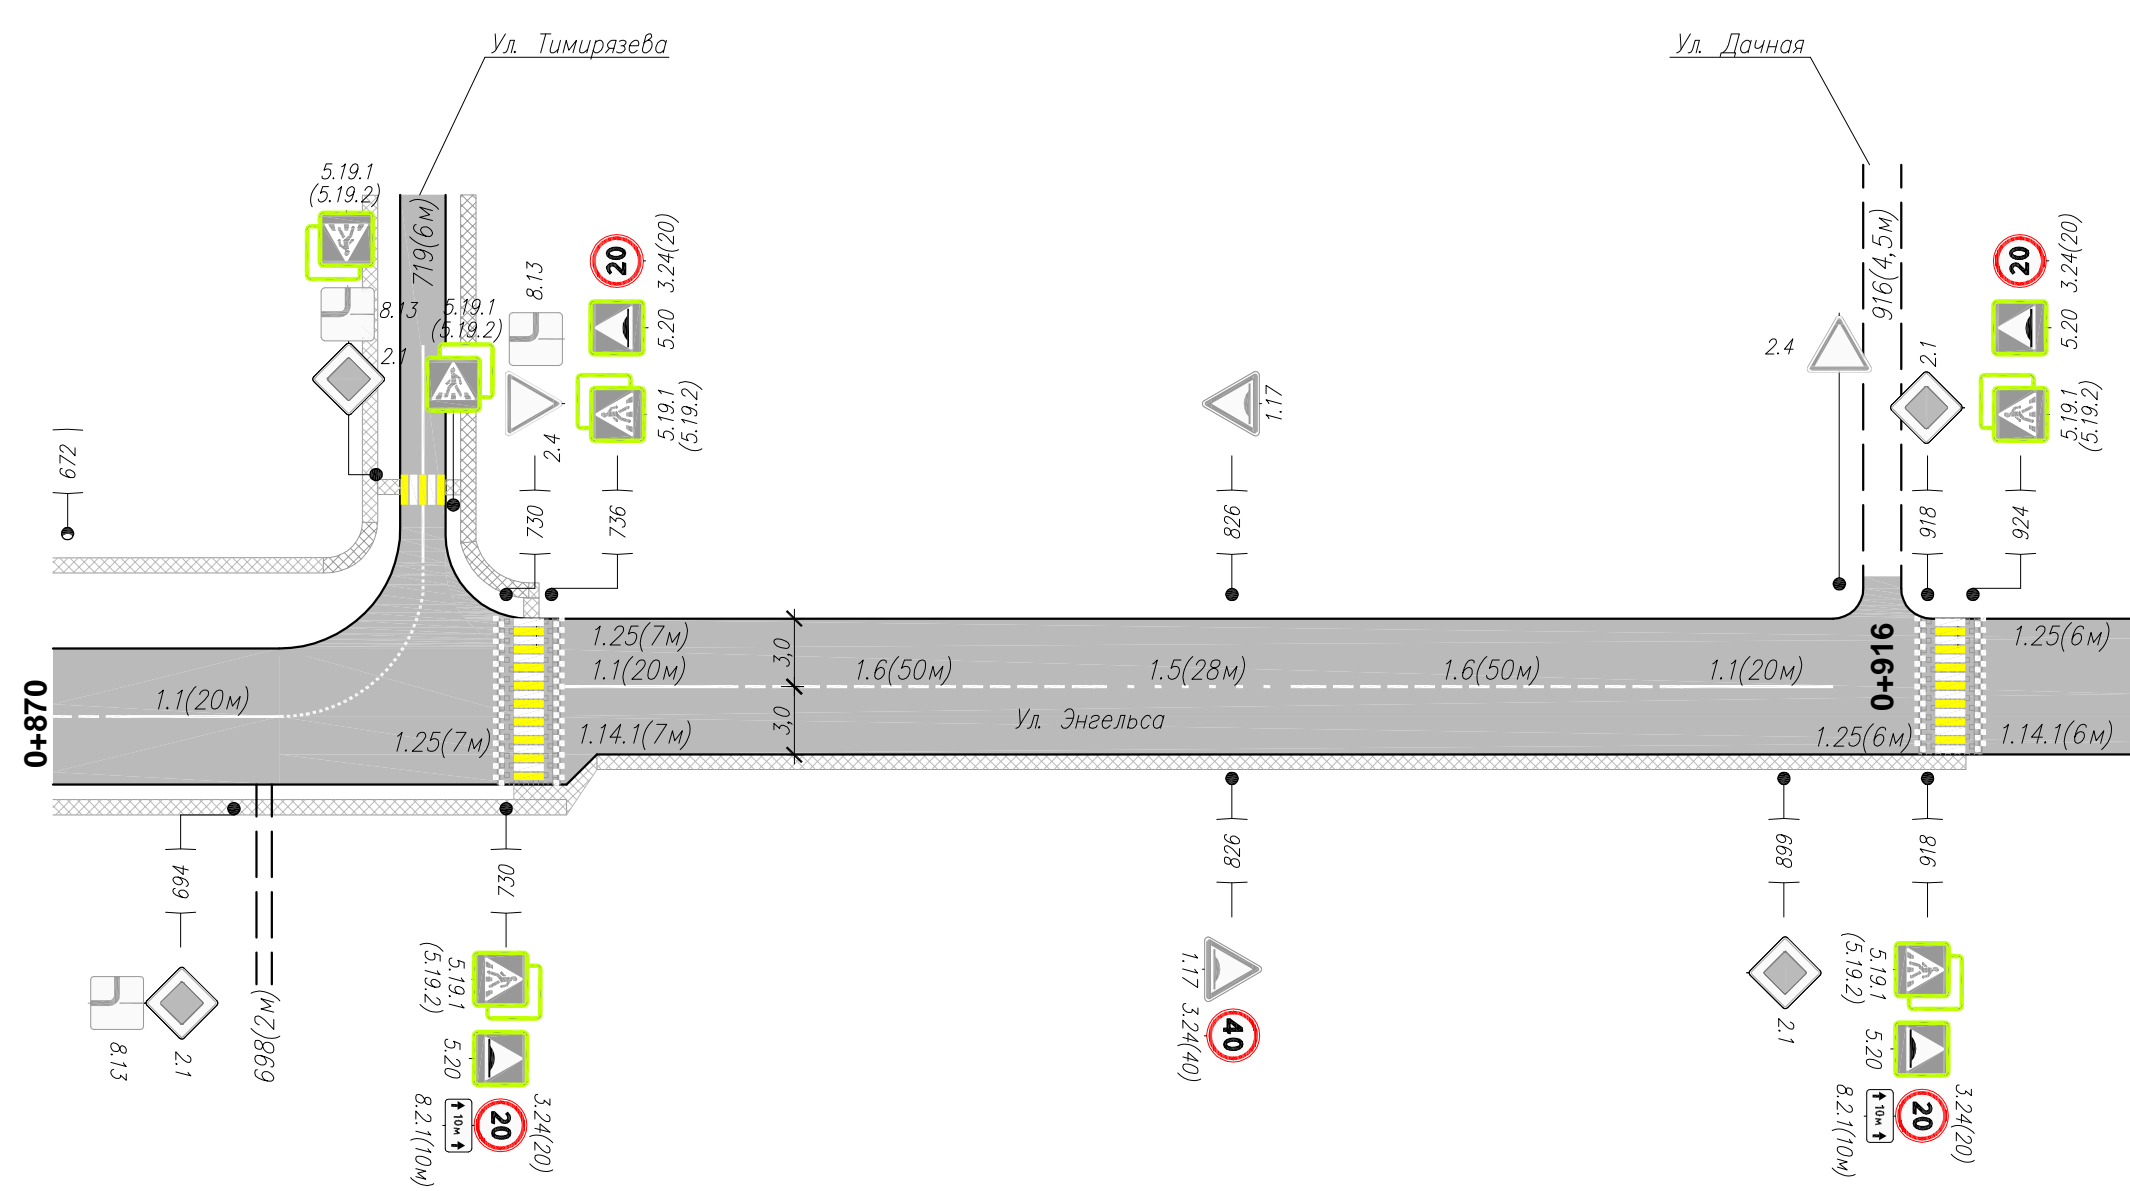 Ул. Тимирязева
Ул. Дачная
5.19.1
(5.19.2)
719(6м)
8.13
2.1
5.19.1
(5.19.2)
8.13
2.4
20
3.24(20)
5.20
5.19.1
(5.19.2)
672
730
736
1.17
826
2.4
916(4,5м)
2.1
20
3.24(20)
5.20
5.19.1
(5.19.2)
918
924
0+870
1.1(20м)
1.25(7м)
1.25(7м)
1.1(20м)
1.14.1(7м)
3,0
3,0
1.6(50м)
1.5(28м)
1.6(50м)
1.1(20м)
Ул. Энгельса
0+916
1.25(6м)
1.25(6м)
1.14.1(6м)
469
8.13
2.1
698(2м)
730
5.19.1
(5.19.2)
5.20
10м
20
3.24(20)
8.2.1(10м)
826
1.17
40
3.24(40)
899
2.1
918
5.19.1
(5.19.2)
5.20
10м
20
3.24(20)
8.2.1(10м)